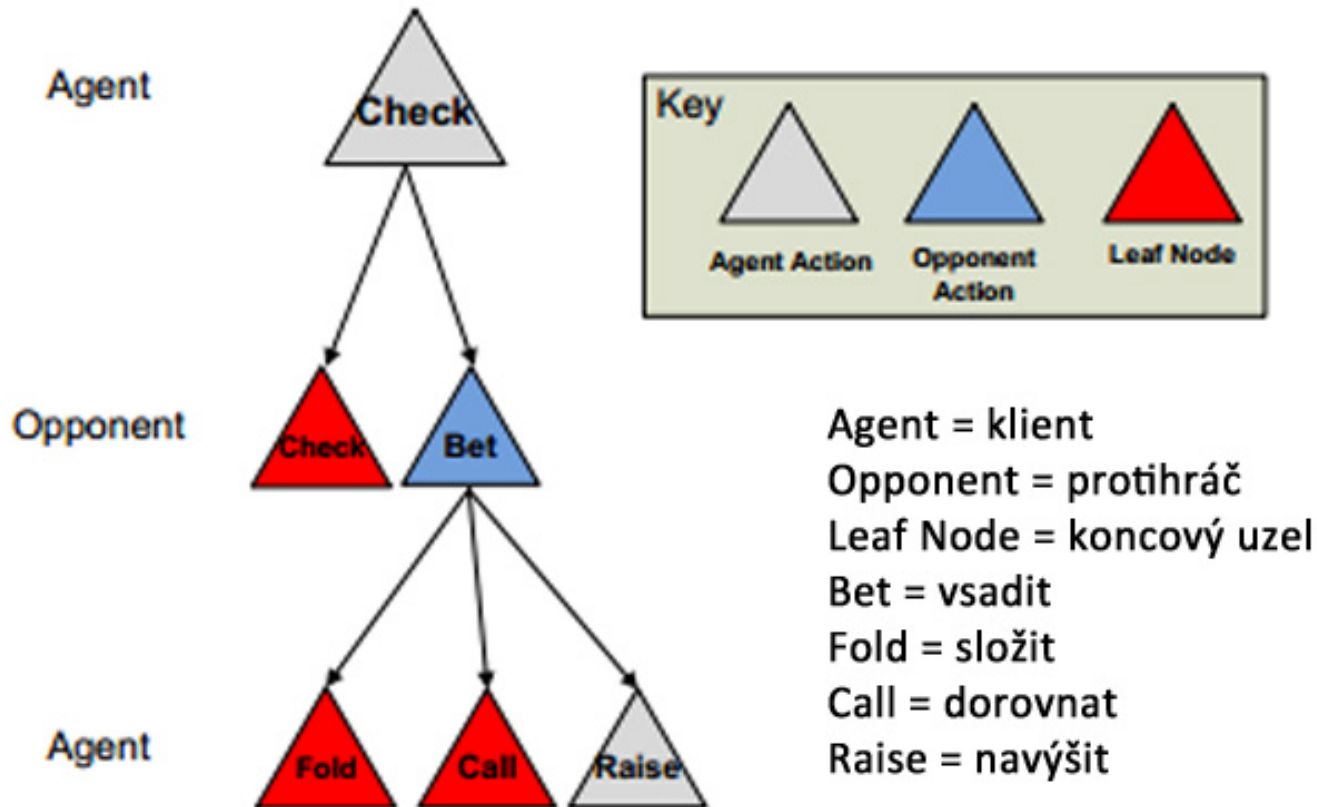 Agent
Check
Key
Agent Action
Opponent
Action
Leaf Node
Opponent
Check
Bet
Agent = klient
Opponent = protihráč
Leaf Node = koncový uzel
Bet = vsadit
Fold = složit
Call = dorovnat
Raise = navýšit
Agent
Fold
Call
Raise